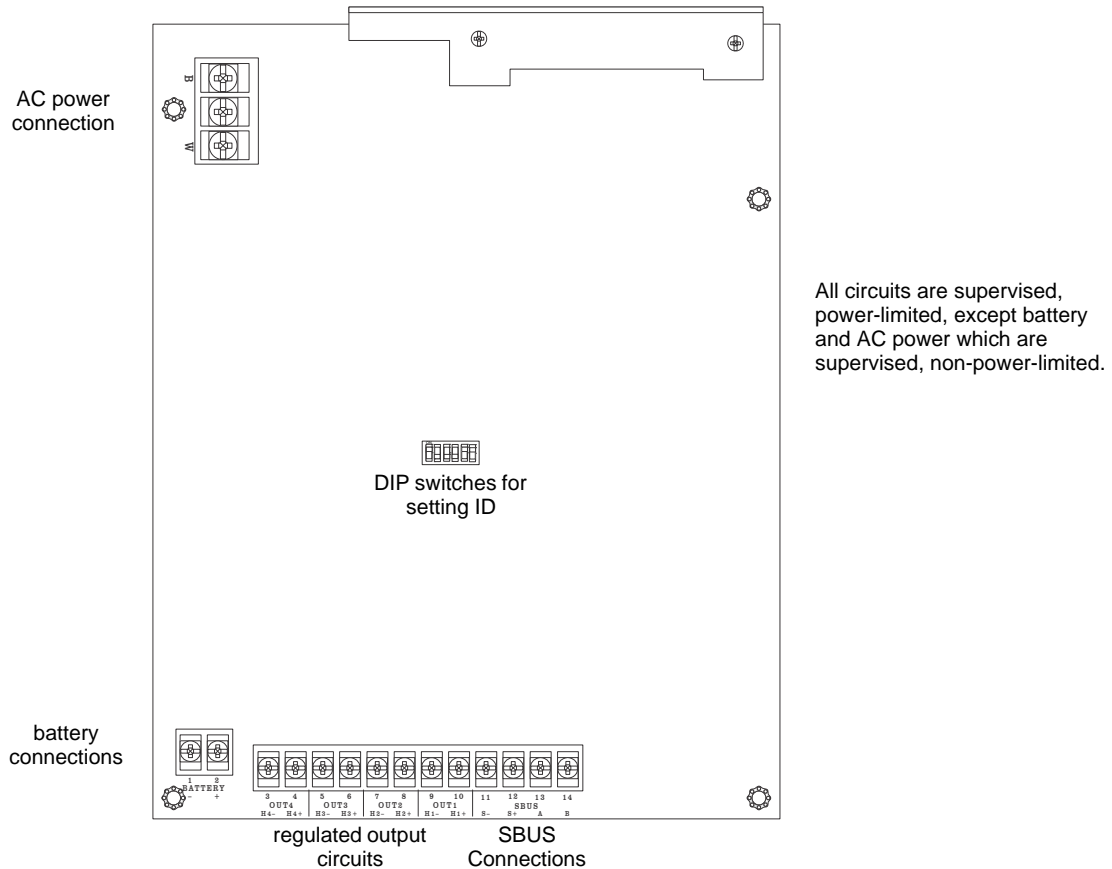 B
AC power
connection
W
All circuits are supervised,
power-limited, except battery
and AC power which are
supervised, non-power-limited.
DIP switches for
setting ID
battery
connections
1 2
BATTERY
- +
3 4 5 6 7 8 9 10 11 12 13 14
OUT4 OUT3 OUT2 OUT1 SBUS
H4- H4+ H3- H3+ H2- H2+ H1- H1+ S- S+ A B
regulated output
circuits
SBUS
Connections